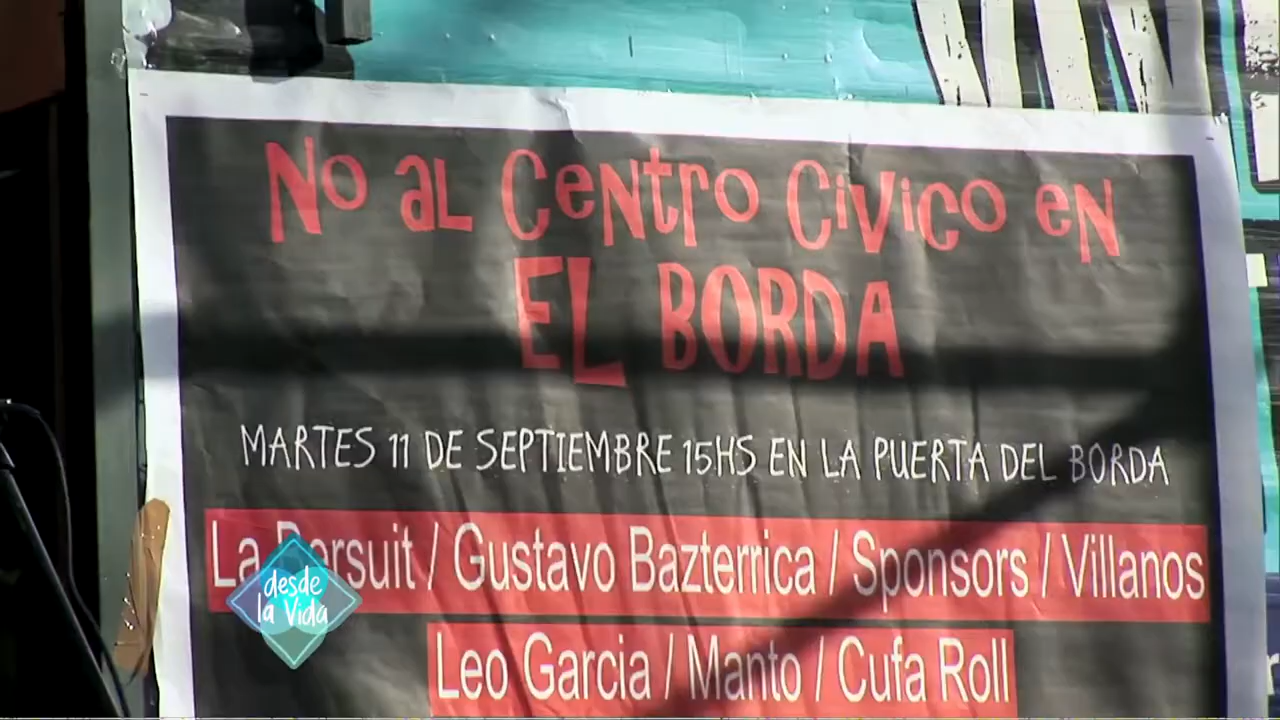 No al Centro Civico en
EL BORDA
MARTES 11 DE SEPTIEMBRE 15HS EN LA PUERTA DEL BORDA
La Bersuit / Gustavo Bazterrica / Sponsors / Villanos
Leo Garcia / Manto / Cufa Roll
desde
la Vida